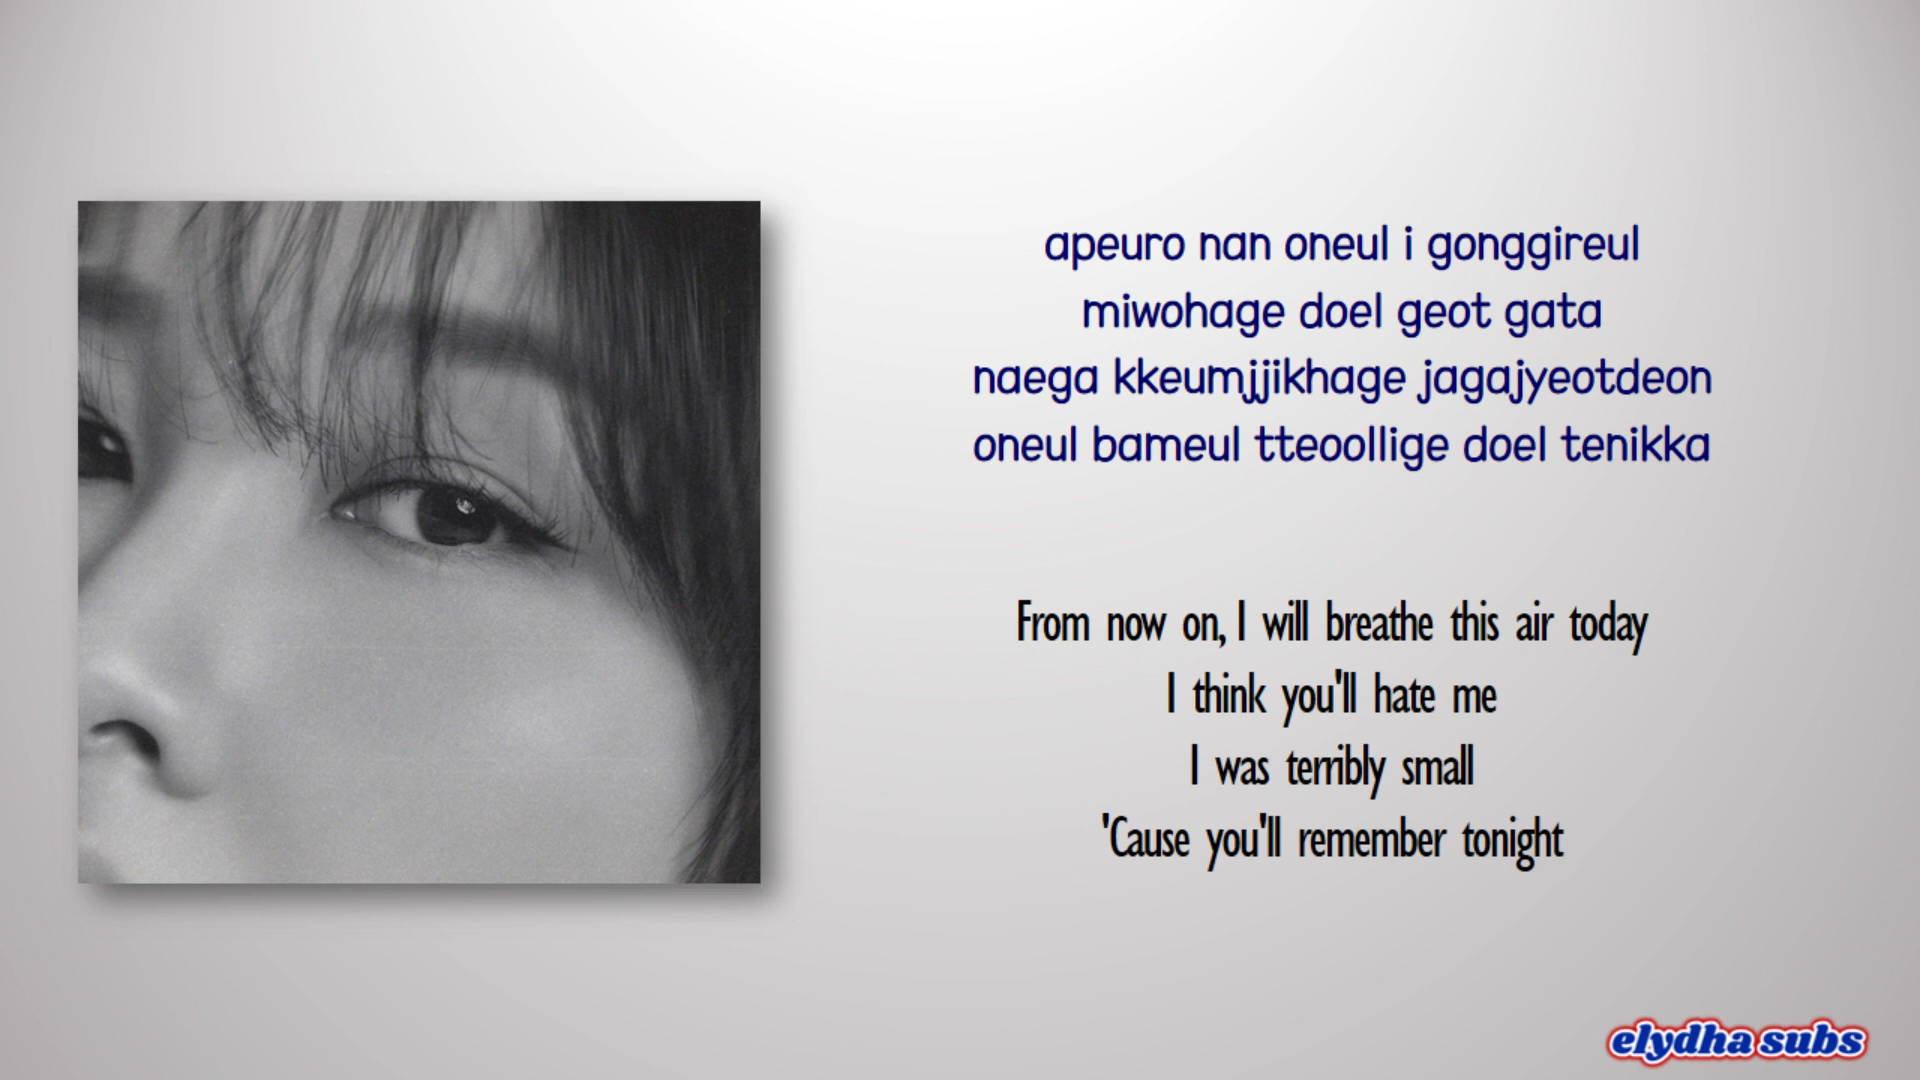 apeuro nan oneul i gonggireul
miwohage doel geot gata
naega kkeumjjikhage jagajyeotdeon
oneul bameul tteoollige doel tenikka
From now on, I will breathe this air today
I think you'll hate me
I was terribly small
'Cause you'll remember tonight
elydha subs